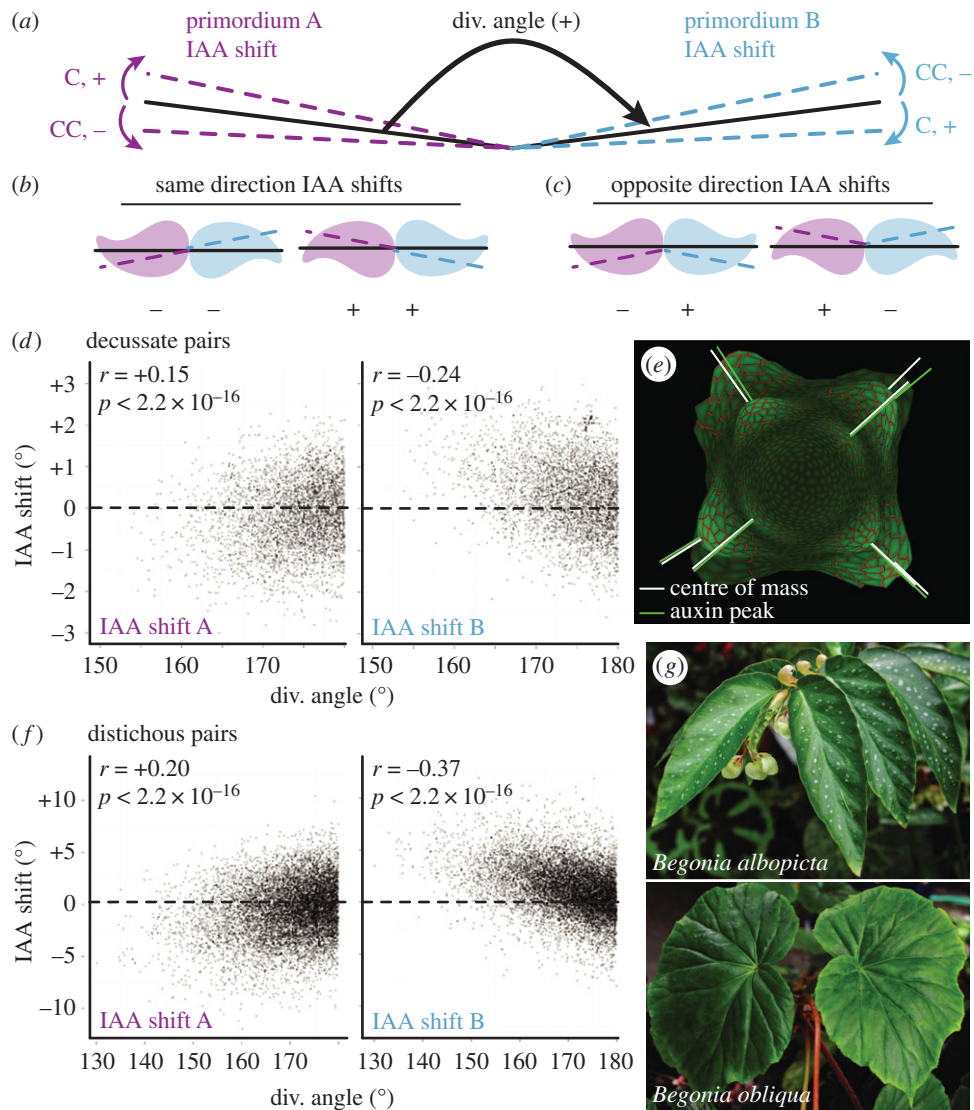 (a)
primordium A
IAA shift
div. angle (+)
primordium B
IAA shift
C, +
CC, –
CC, –
C, +
(b)
same direction IAA shifts
– –
+ +
(c)
opposite direction IAA shifts
– +
+ –
(d) decussate pairs
r = +0.15
p < 2.2 × 10⁻¹⁶
r = –0.24
p < 2.2 × 10⁻¹⁶
IAA shift (°)
+3
+2
+1
0
–1
–2
–3
IAA shift A
IAA shift B
150 160 170
150 160 170 180
div. angle (°)
(e)
centre of mass
auxin peak
(f) distichous pairs
r = +0.20
p < 2.2 × 10⁻¹⁶
r = –0.37
p < 2.2 × 10⁻¹⁶
IAA shift (°)
+10
+5
0
–5
–10
IAA shift A
IAA shift B
130 140 150 170
130 140 150 160 170 180
div. angle (°)
(g)
Begonia albopicta
Begonia obliqua